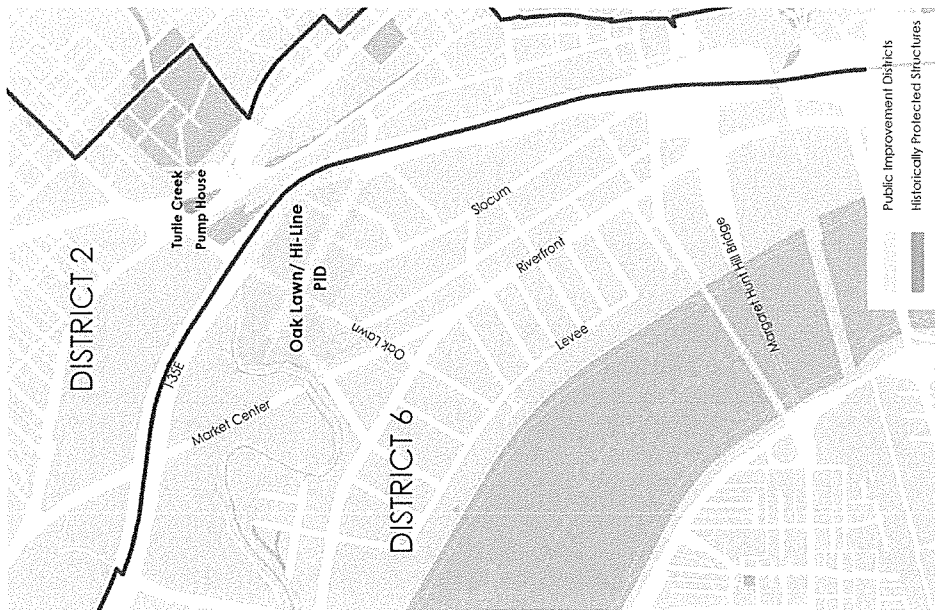 DISTRICT 2
Turtle Creek
Pump House
I-35E
Oak Lawn/ Hi-Line
PID
Slocum
Market Center
Oak Lawn
Riverfront
Levee
DISTRICT 6
Margaret Hunt Hill Bridge
Public Improvement Districts
Historically Protected Structures